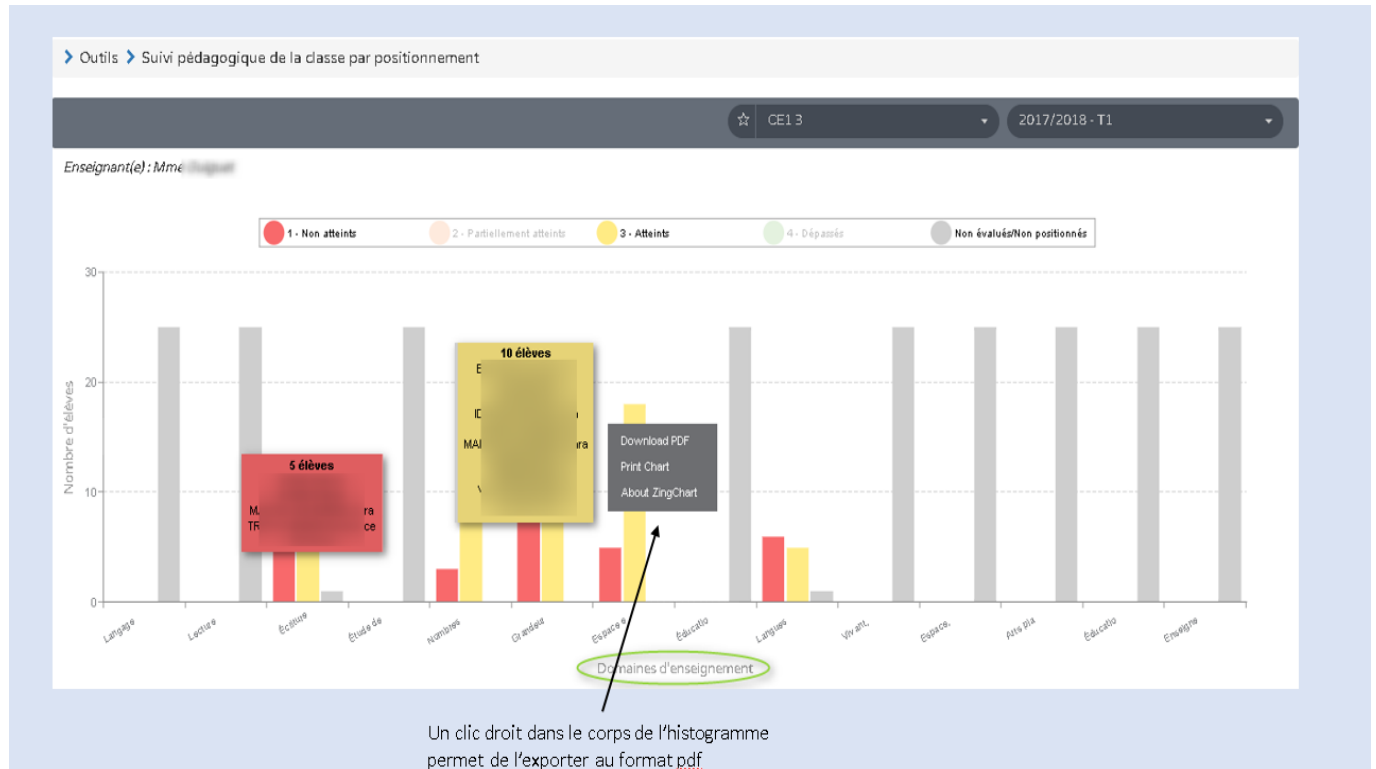 Outils Suivi pédagogique de la classe par positionnement
CE1 3
2017/2018 - T1
Enseignant(e) : Mme
1 - Non atteints
2 - Partiellement atteints
3 - Atteints
4 - Dépassés
Non évalués/Non positionnés
Nombre d'élèves
30
20
10
0
5 élèves
10 élèves
Download PDF
Print Chart
About ZingChart
Langage
Lecture
Écriture
Étude de
Nombres
Grandeur
Espace e
Éducatio
Langues
Vivant,
Espace,
Arts pla
Éducatio
Enseigne
Domaines d'enseignement
Un clic droit dans le corps de l'histogramme
permet de l'exporter au format pdf